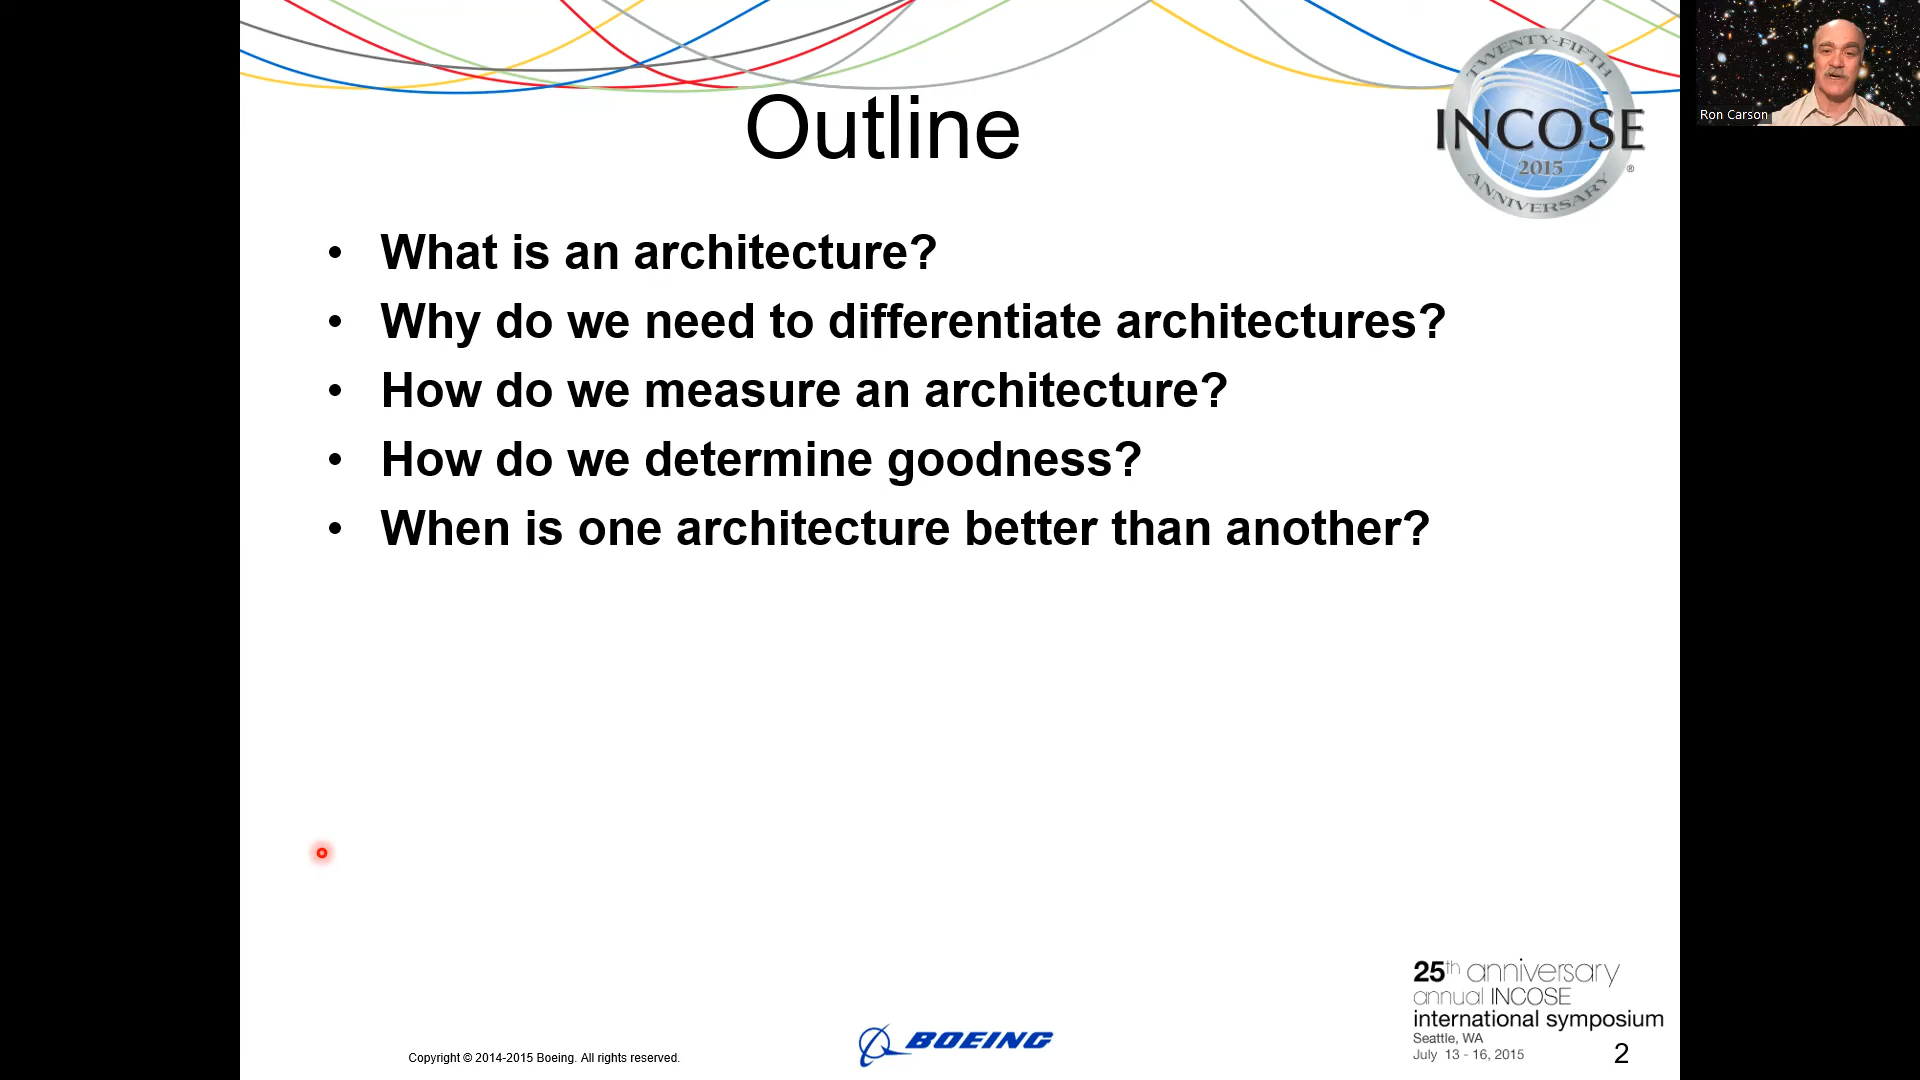 Outline
TWENTY-FIFTH
INCOSE
2015
®
ANNIVERSARY
Ron Carson
• What is an architecture?
• Why do we need to differentiate architectures?
• How do we measure an architecture?
• How do we determine goodness?
• When is one architecture better than another?
25th anniversary
annual INCOSE
international symposium
Seattle, WA
July 13 - 16, 2015
Copyright © 2014-2015 Boeing. All rights reserved.
BOEING
2